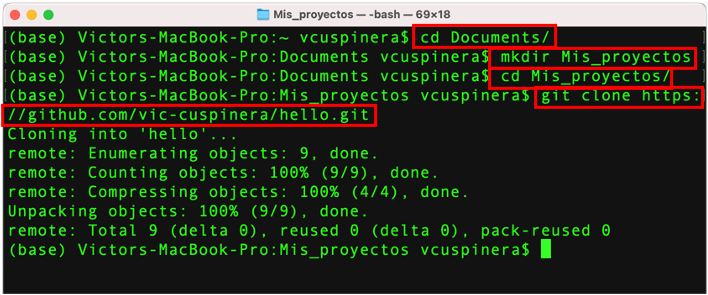 Mis_proyectos — -bash — 69×18
(base) Victors-MacBook-Pro:~ vcuspinera$ cd Documents/
(base) Victors-MacBook-Pro:Documents vcuspinera$ mkdir Mis_proyectos
(base) Victors-MacBook-Pro:Documents vcuspinera$ cd Mis_proyectos/
(base) Victors-MacBook-Pro:Mis_proyectos vcuspinera$ git clone https:
//github.com/vic-cuspinera/hello.git
Cloning into 'hello'...
remote: Enumerating objects: 9, done.
remote: Counting objects: 100% (9/9), done.
remote: Compressing objects: 100% (4/4), done.
Unpacking objects: 100% (9/9), done.
remote: Total 9 (delta 0), reused 0 (delta 0), pack-reused 0
(base) Victors-MacBook-Pro:Mis_proyectos vcuspinera$